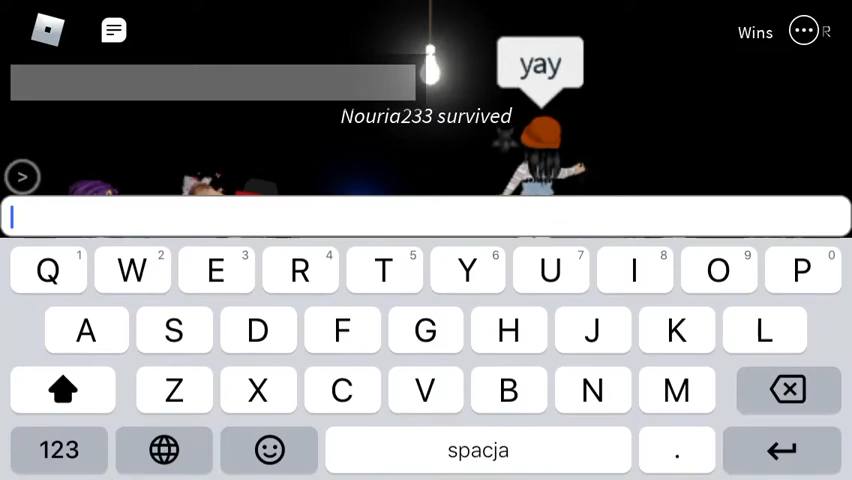 Wins
R
yay
Nouria233 survived
>
Q 1 W 2 E 3 R 4 T 5 Y 6 U 7 I 8 O 9 P 0
A S D F G H J K L
Z X C V B N M
123 spacja .